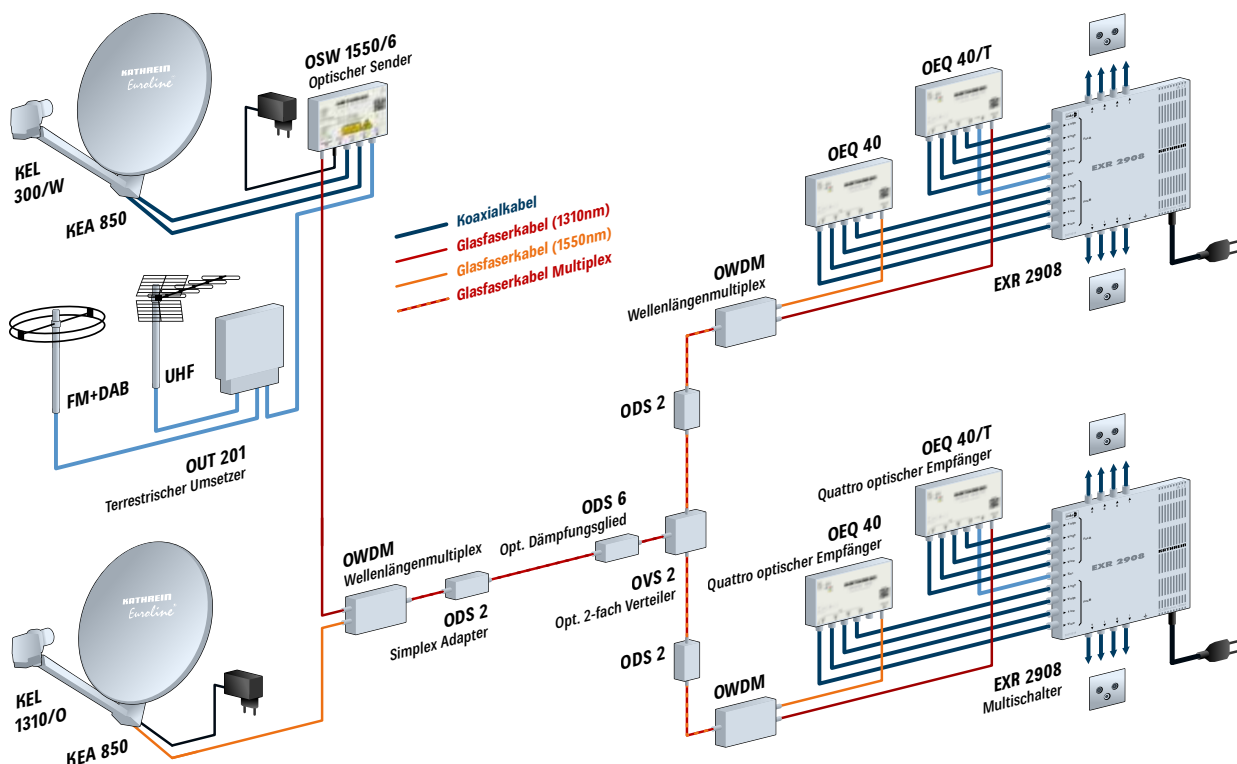 KATHREIN
Euroline
KEL
300/W
KEA 850
OSW 1550/6
Optischer Sender
Koaxialkabel
Glasfaserkabel (1310nm)
Glasfaserkabel (1550nm)
Glasfaserkabel Multiplex
FM+DAB
UHF
OUT 201
Terrestrischer Umsetzer
KATHREIN
Euroline
KEL
1310/O
KEA 850
OWDM
Wellenlängenmultiplex
ODS 2
Simplex Adapter
ODS 6
Opt. Dämpfungsglied
OVS 2
Opt. 2-fach Verteiler
ODS 2
OWDM
Wellenlängenmultiplex
OEQ 40
OEQ 40/T
EXR 2908
KATHREIN
EXR 2908
ODS 2
OWDM
OEQ 40
Quattro optischer Empfänger
OEQ 40/T
Quattro optischer Empfänger
EXR 2908
KATHREIN
EXR 2908
Multischalter